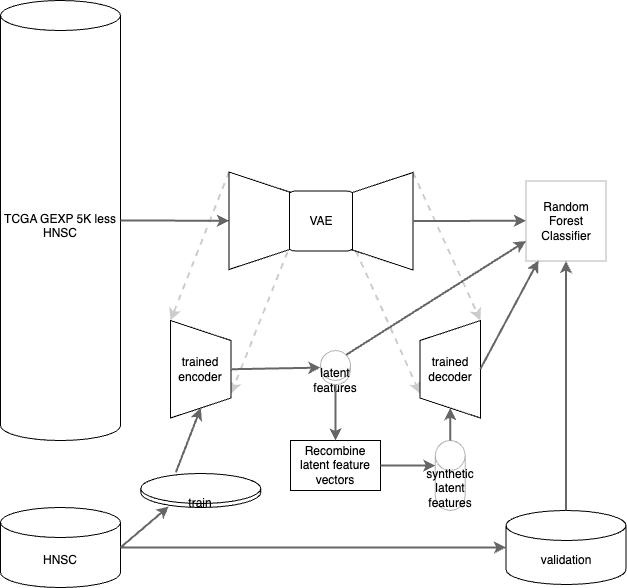 TCGA GEXP 5K less
HNSC
VAE
Random
Forest
Classifier
trained
encoder
latent
features
trained
decoder
Recombine
latent feature
vectors
synthetic
latent
features
train
HNSC
validation